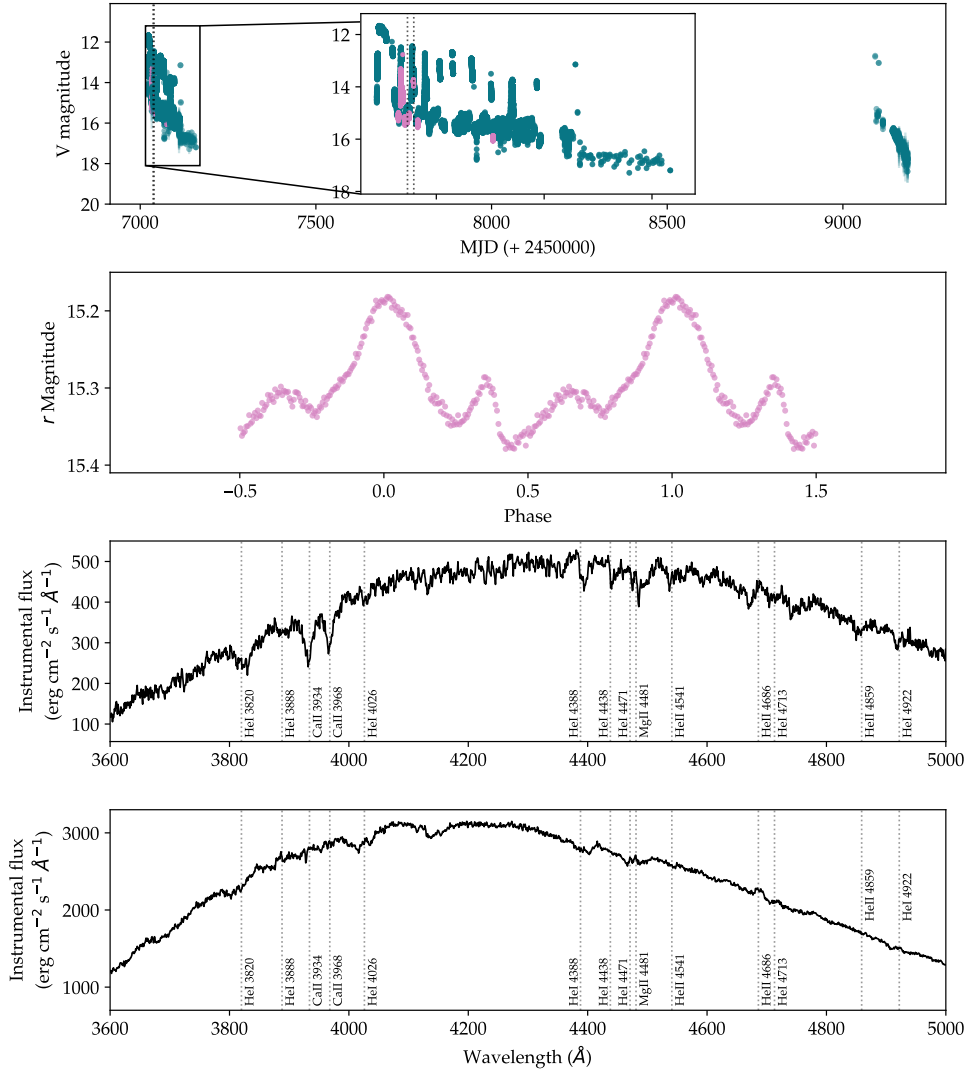 12
14
16
18
20
V magnitude
12
14
16
18
7000
7500
8000
8500
9000
MJD (+ 2450000)
15.2
15.3
15.4
r Magnitude
−0.5
0.0
0.5
1.0
1.5
Phase
500
400
300
200
100
Instrumental flux
(erg cm−2 s−1 Å−1)
HeI 3820
HeI 3888
CaII 3934
CaII 3968
HeI 4026
HeI 4388
HeI 4438
HeI 4471
MgII 4481
HeII 4541
HeII 4686
HeI 4713
HeII 4859
HeI 4922
3600
3800
4000
4200
4400
4600
4800
5000
3000
2000
1000
Instrumental flux
(erg cm−2 s−1 Å−1)
HeI 3820
HeI 3888
CaII 3934
CaII 3968
HeI 4026
HeI 4388
HeI 4438
HeI 4471
MgII 4481
HeII 4541
HeII 4686
HeI 4713
HeII 4859
HeI 4922
3600
3800
4000
4200
4400
4600
4800
5000
Wavelength (Å)